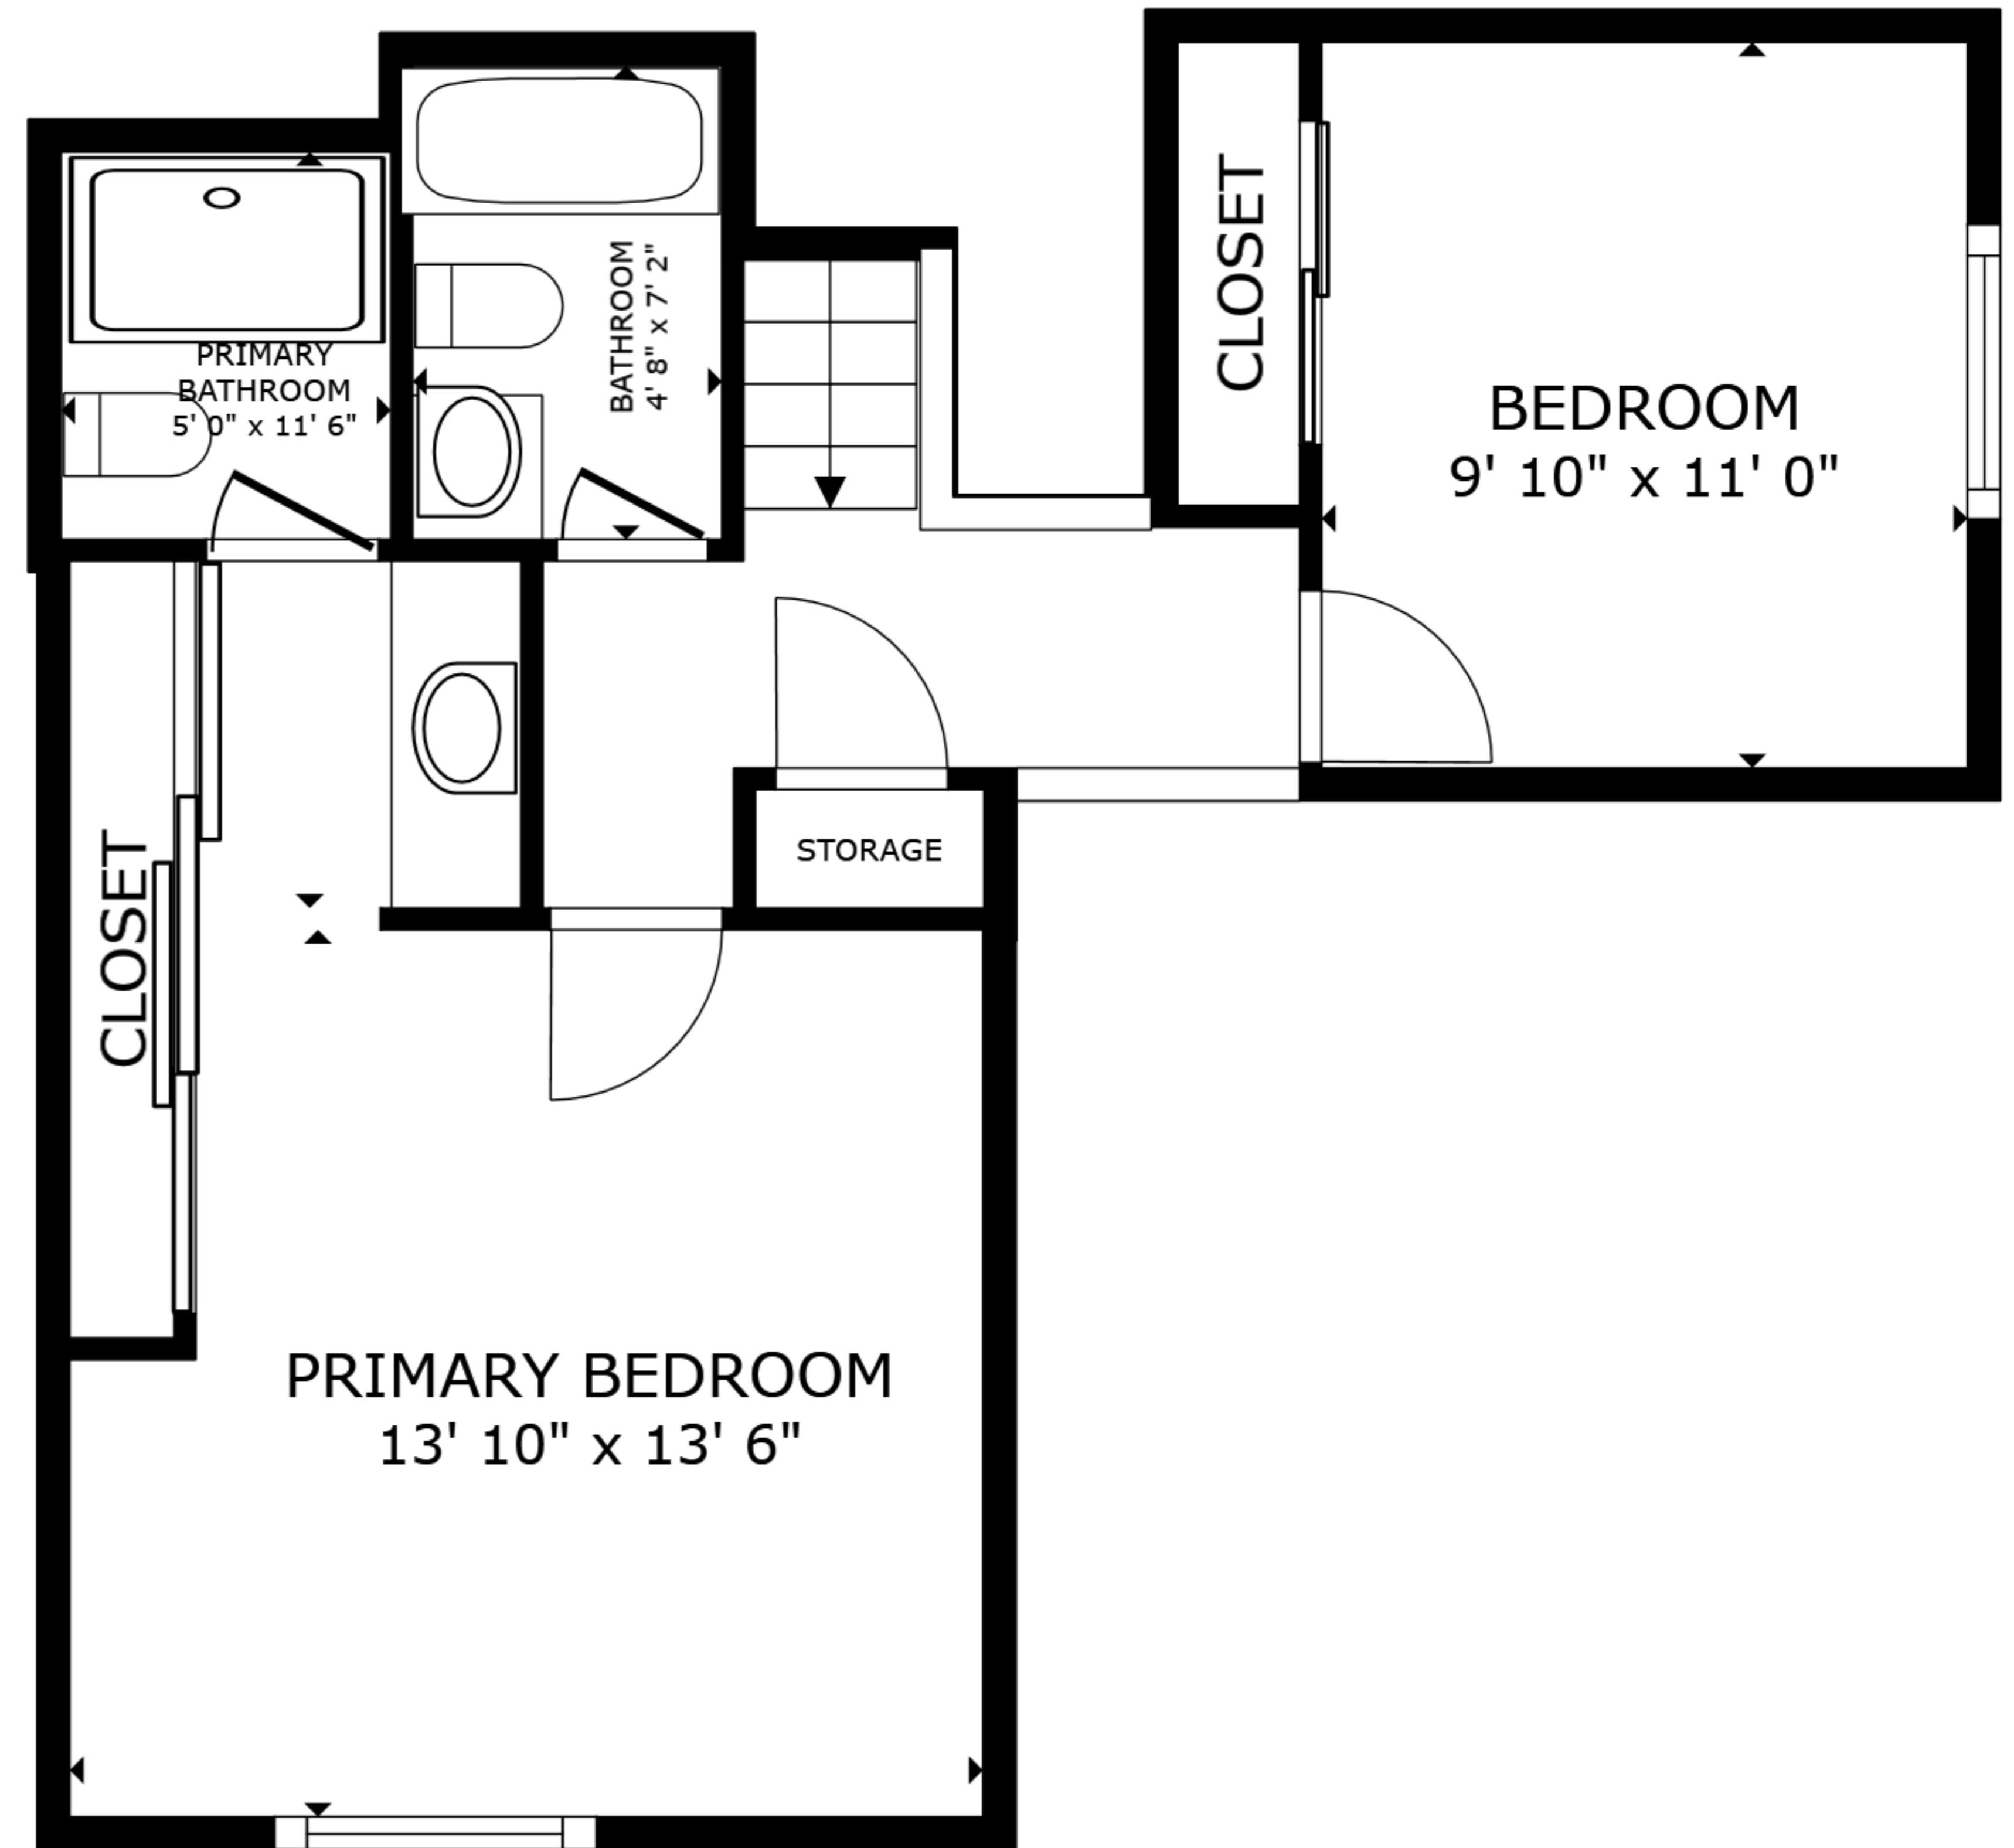 PRIMARY
BATHROOM
5' 0" x 11' 6"
BATHROOM
4' 8" x 7' 2"
CLOSET
BEDROOM
9' 10" x 11' 0"
STORAGE
CLOSET
PRIMARY BEDROOM
13' 10" x 13' 6"